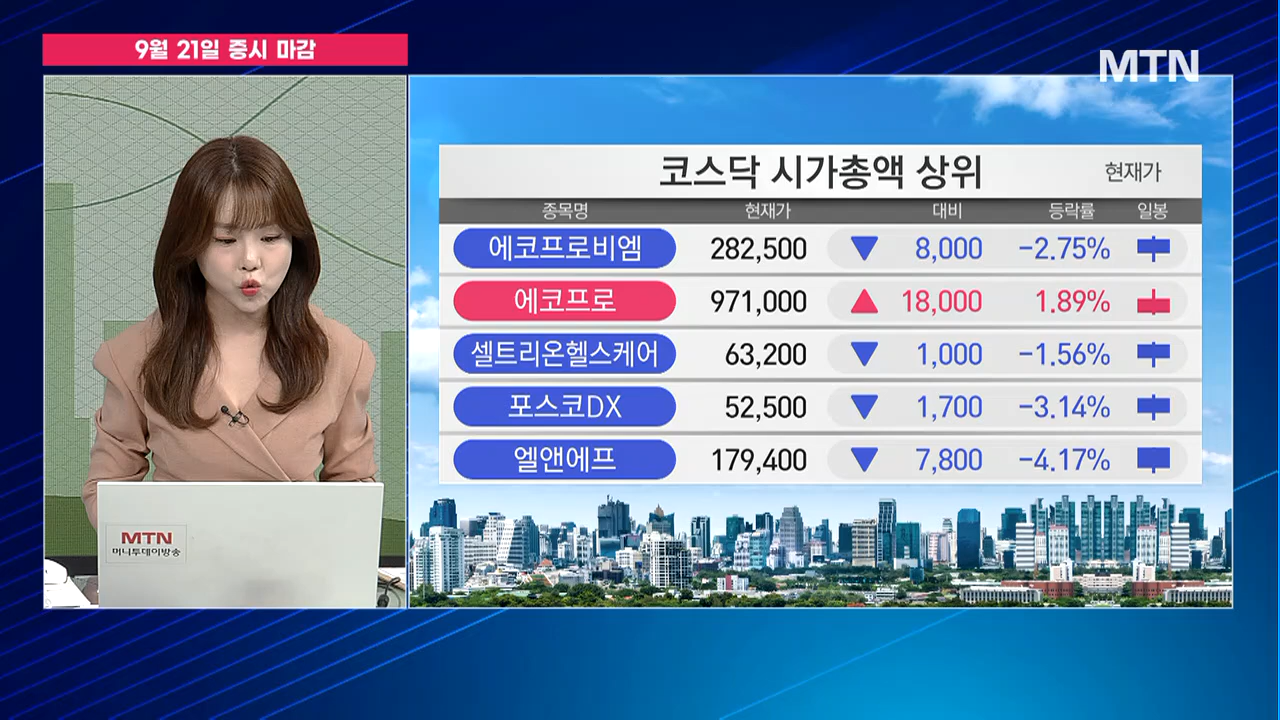 9월 21일 증시 마감
MTN
코스닥 시가총액 상위 현재가
종목명 현재가 대비 등락률 일봉
에코프로비엠 282,500 ▼ 8,000 -2.75%
에코프로 971,000 ▲ 18,000 1.89%
셀트리온헬스케어 63,200 ▼ 1,000 -1.56%
포스코DX 52,500 ▼ 1,700 -3.14%
엘앤에프 179,400 ▼ 7,800 -4.17%
MTN
머니투데이방송